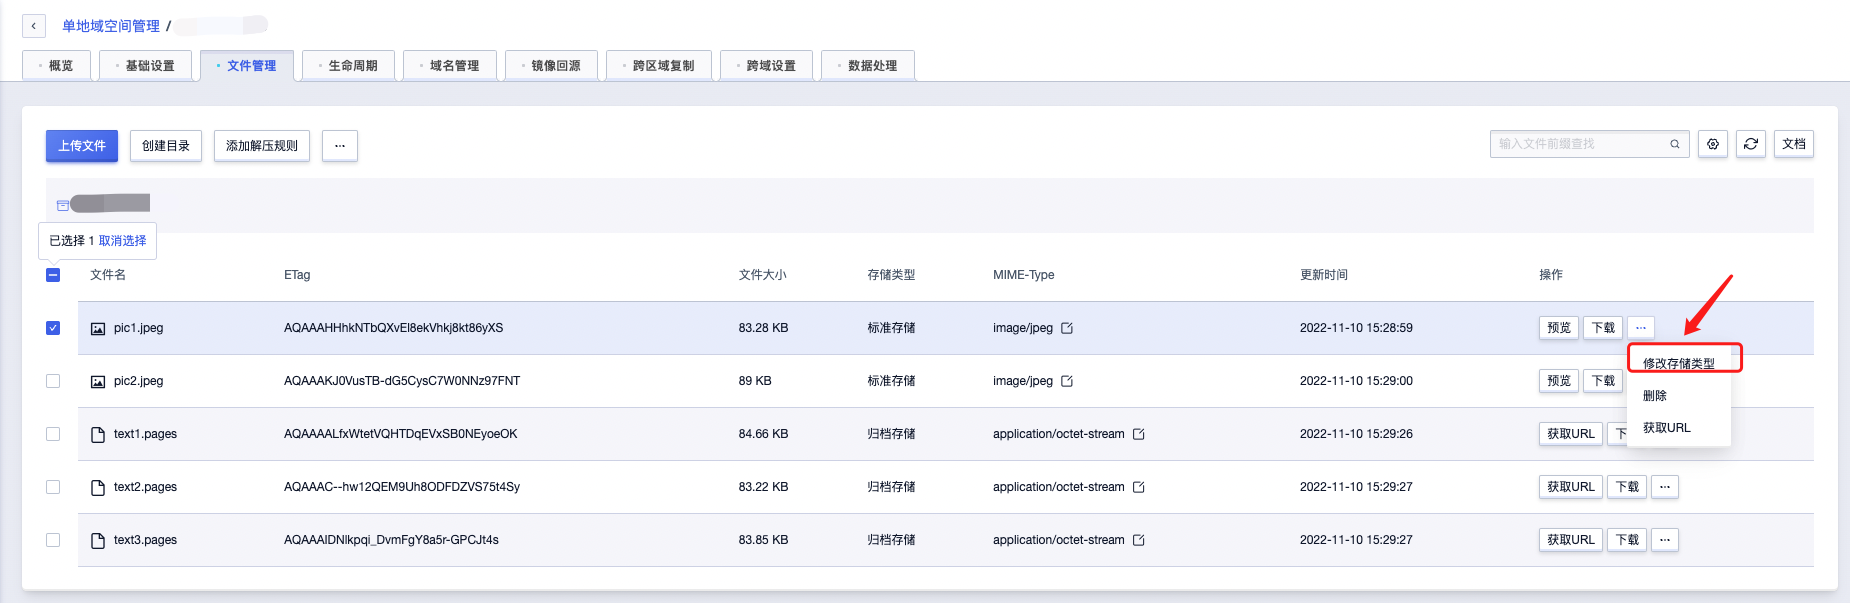 单地域空间管理 /
概览 基础设置 文件管理 生命周期 域名管理 镜像回源 跨区域复制 跨域设置 数据处理
上传文件 创建目录 添加解压规则 ... 输入文件前缀查找 文档
已选择 1 取消选择
文件名 ETag 文件大小 存储类型 MIME-Type 更新时间 操作
pic1.jpeg AQAAAHHhkNTbQXvEl8ekVhkj8kt86yXS 83.28 KB 标准存储 image/jpeg 2022-11-10 15:28:59 预览 下载 ...
修改存储类型
pic2.jpeg AQAAAKJ0VusTB-dG5CysC7W0NNz97FNT 89 KB 标准存储 image/jpeg 2022-11-10 15:29:00 预览 下载
删除
获取URL
text1.pages AQAAAALfxWtetVQHTDqEVxSB0NEyoeOK 84.66 KB 归档存储 application/octet-stream 2022-11-10 15:29:26 获取URL 下
text2.pages AQAAAC--hw12QEM9Uh8ODFDZVS75t4Sy 83.22 KB 归档存储 application/octet-stream 2022-11-10 15:29:27 获取URL 下载 ...
text3.pages AQAAAIDNlkpqi_DvmFgY8a5r-GPCJt4s 83.85 KB 归档存储 application/octet-stream 2022-11-10 15:29:27 获取URL 下载 ...